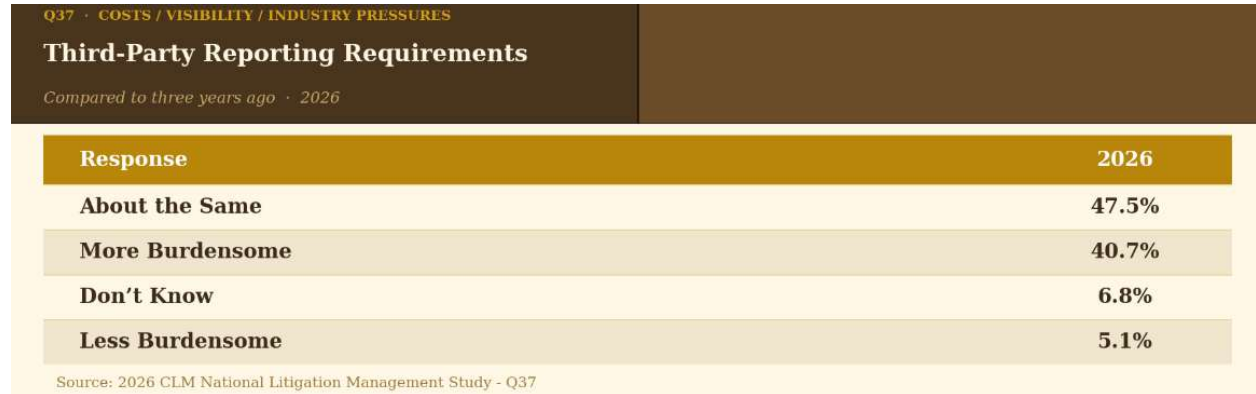 Q37 · COSTS / VISIBILITY / INDUSTRY PRESSURES
Third-Party Reporting Requirements
Compared to three years ago · 2026
Response 2026
About the Same 47.5%
More Burdensome 40.7%
Don’t Know 6.8%
Less Burdensome 5.1%
Source: 2026 CLM National Litigation Management Study - Q37